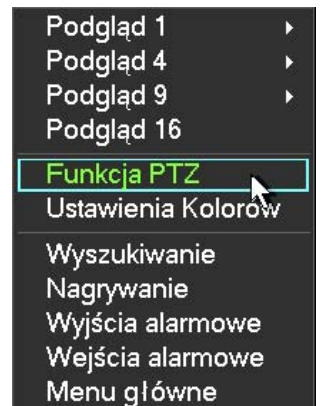 Podgląd 1
Podgląd 4
Podgląd 9
Podgląd 16
Funkcja PTZ
Ustawienia Kolorów
Wyszukiwanie
Nagrywanie
Wyjścia alarmowe
Wejścia alarmowe
Menu główne